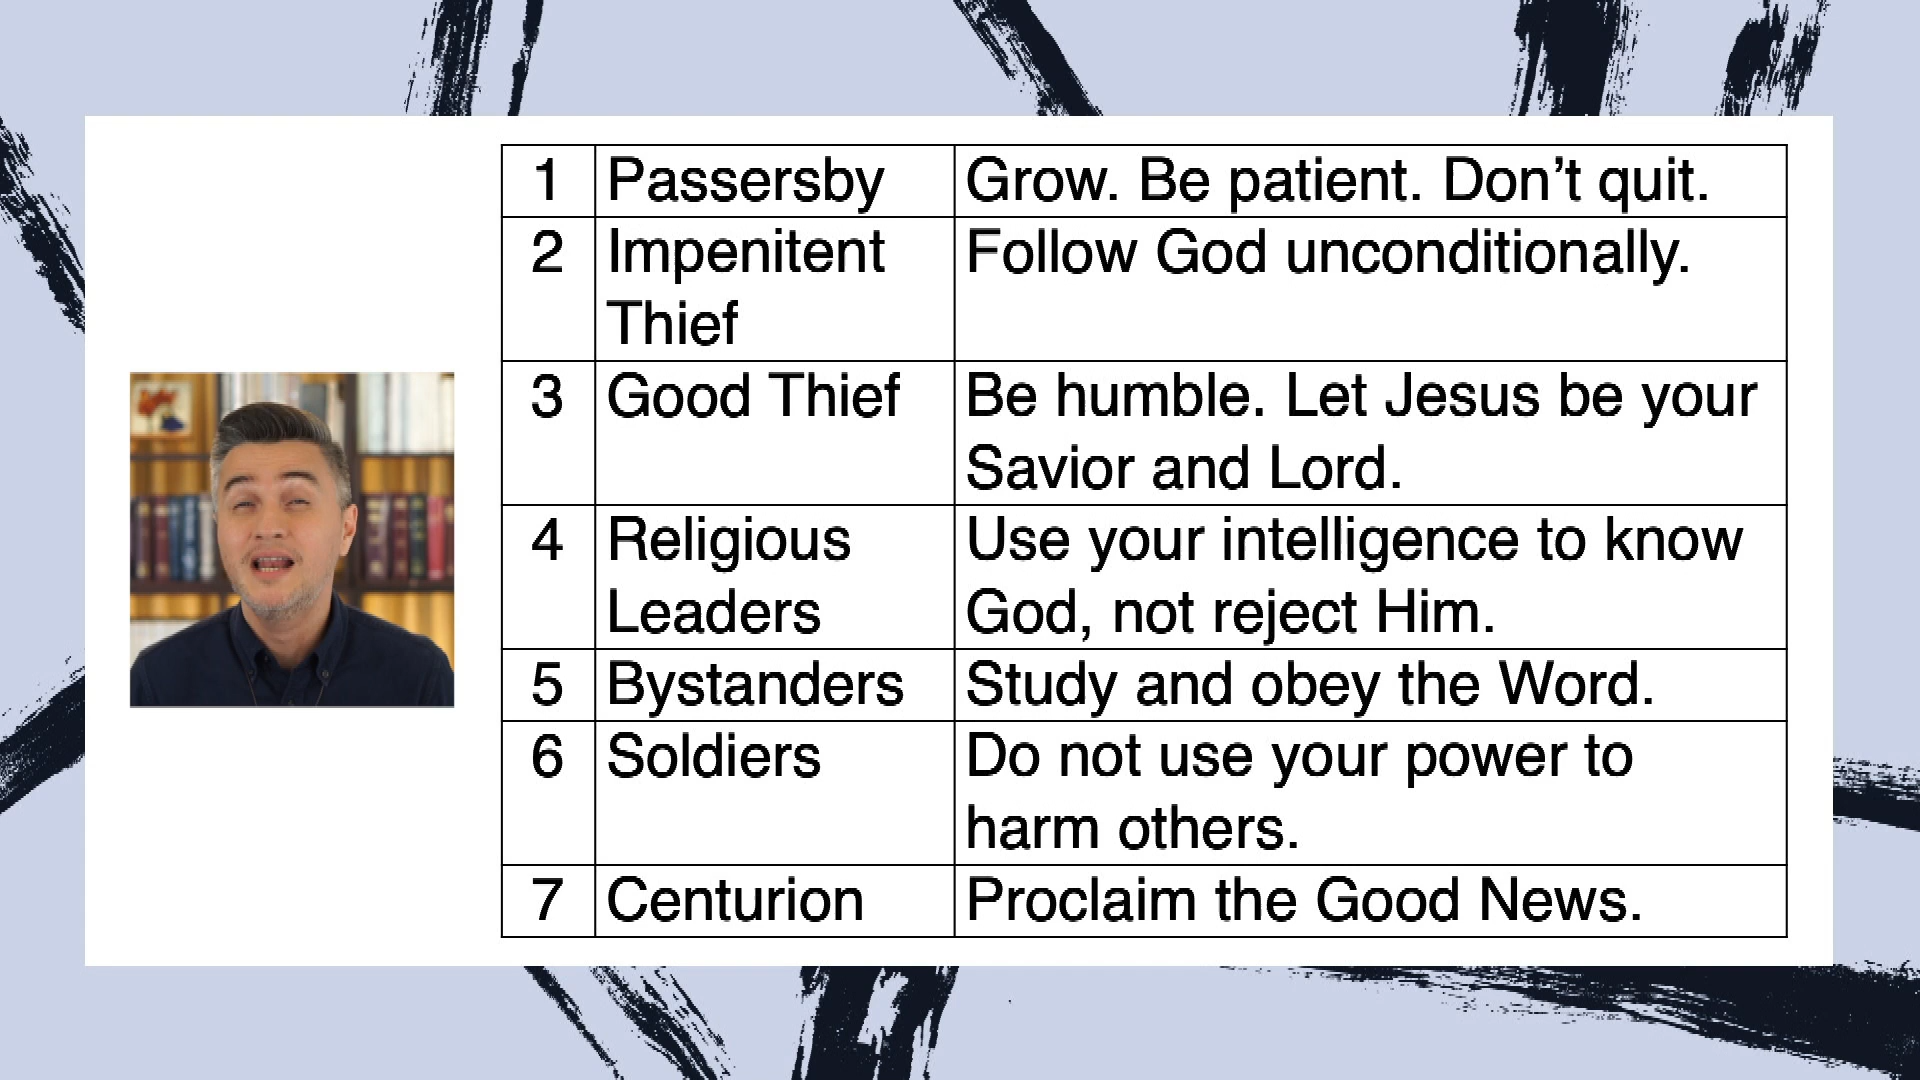 1 Passersby Grow. Be patient. Don’t quit.
2 Impenitent Follow God unconditionally.
Thief
3 Good Thief Be humble. Let Jesus be your
Savior and Lord.
4 Religious Use your intelligence to know
Leaders God, not reject Him.
5 Bystanders Study and obey the Word.
6 Soldiers Do not use your power to
harm others.
7 Centurion Proclaim the Good News.